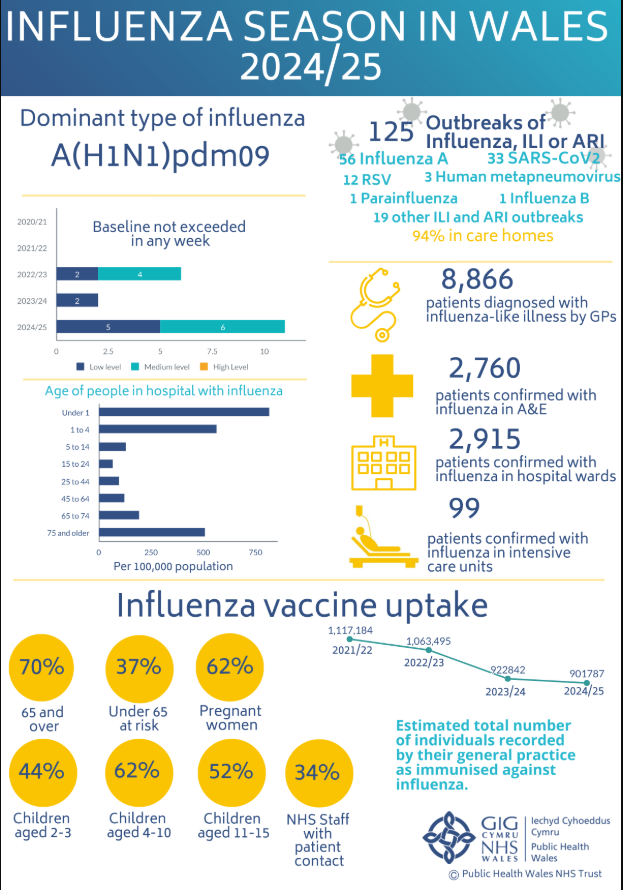 INFLUENZA SEASON IN WALES
2024/25
Dominant type of influenza
A(H1N1)pdm09
125 Outbreaks of
Influenza, ILI or ARI
56 Influenza A 33 SARS-CoV2
12 RSV 3 Human metapneumovirus
1 Parainfluenza 1 Influenza B
19 other ILI and ARI outbreaks
94% in care homes
Baseline not exceeded
in any week
2020/21
2021/22
2022/23 2 4
2023/24 2
2024/25 5 6
0 2.5 5 7.5 10
Low level Medium level High Level
8,866
patients diagnosed with
influenza-like illness by GPs
2,760
patients confirmed with
influenza in A&E
2,915
patients confirmed with
influenza in hospital wards
99
patients confirmed with
influenza in intensive
care units
Age of people in hospital with influenza
Under 1
1 to 4
5 to 14
15 to 24
25 to 44
45 to 64
65 to 74
75 and older
0 250 500 750
Per 100,000 population
Influenza vaccine uptake
70%
65 and
over
37%
Under 65
at risk
62%
Pregnant
women
44%
Children
aged 2-3
62%
Children
aged 4-10
52%
Children
aged 11-15
34%
NHS Staff
with
patient
contact
1,117,184
2021/22
1,063,495
2022/23
922842
2023/24
901787
2024/25
Estimated total number
of individuals recorded
by their general practice
as immunised against
influenza.
GIG
CYMRU
NHS
WALES
Iechyd Cyhoeddus
Cymru
Public Health
Wales
© Public Health Wales NHS Trust